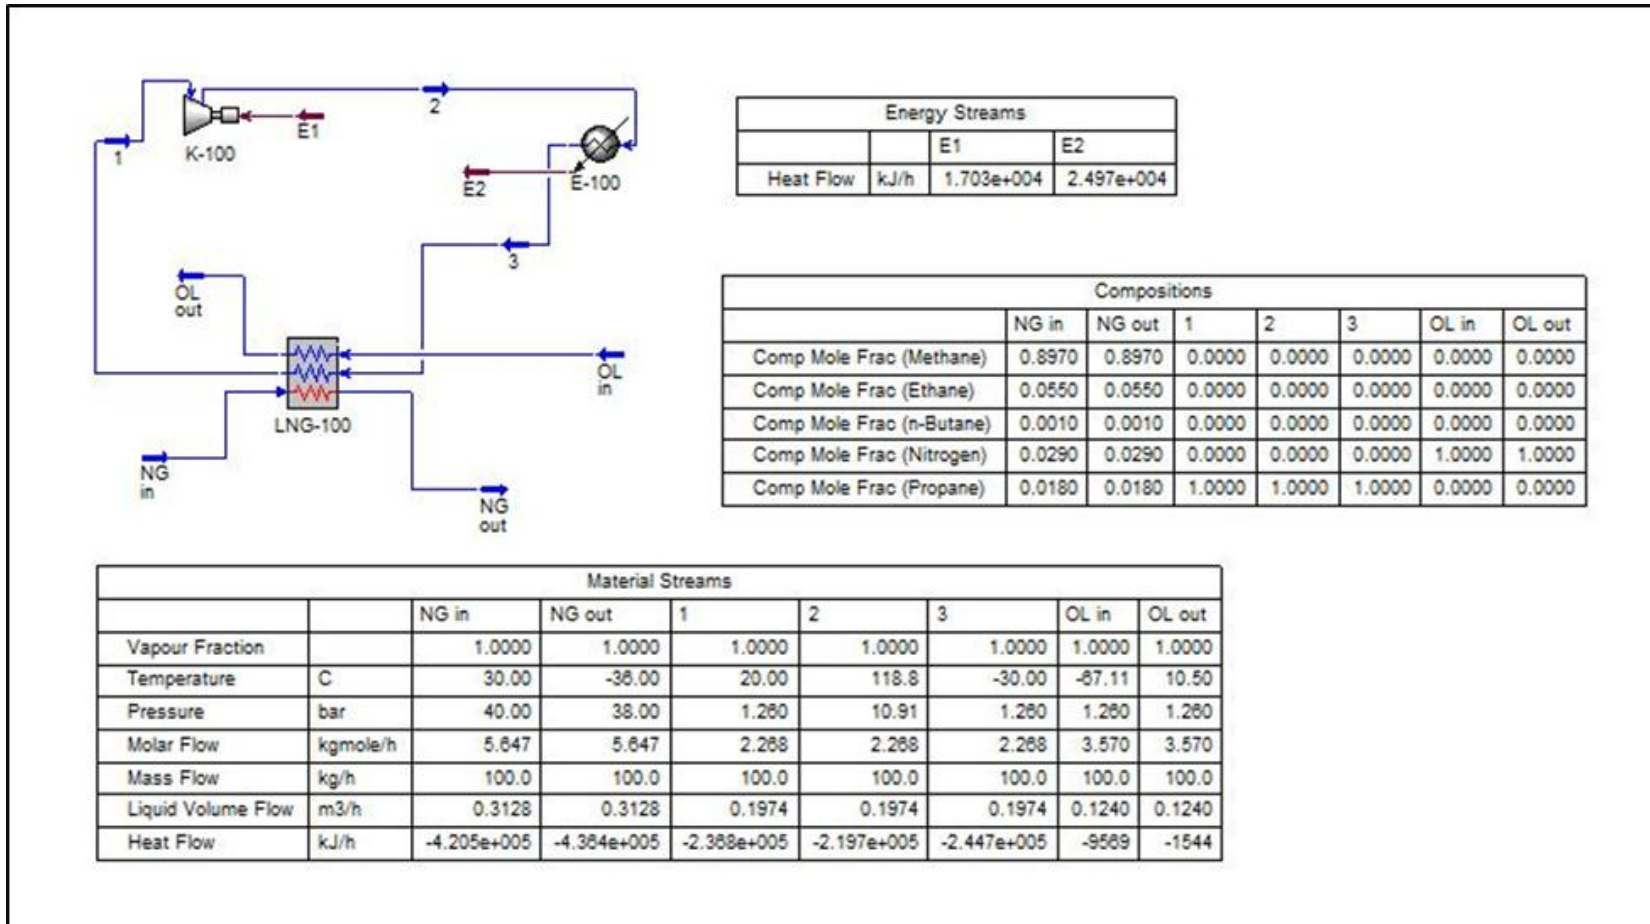 2
E1
1
K-100
E2
E-100
3
OL
out
OL
in
LNG-100
NG
in
NG
out
Energy Streams
E1 E2
Heat Flow kJ/h 1.703e+004 2.497e+004
Compositions
NG in NG out 1 2 3 OL in OL out
Comp Mole Frac (Methane) 0.8970 0.8970 0.0000 0.0000 0.0000 0.0000 0.0000
Comp Mole Frac (Ethane) 0.0550 0.0550 0.0000 0.0000 0.0000 0.0000 0.0000
Comp Mole Frac (n-Butane) 0.0010 0.0010 0.0000 0.0000 0.0000 0.0000 0.0000
Comp Mole Frac (Nitrogen) 0.0290 0.0290 0.0000 0.0000 0.0000 1.0000 1.0000
Comp Mole Frac (Propane) 0.0180 0.0180 1.0000 1.0000 1.0000 0.0000 0.0000
Material Streams
NG in NG out 1 2 3 OL in OL out
Vapour Fraction 1.0000 1.0000 1.0000 1.0000 1.0000 1.0000 1.0000
Temperature C 30.00 -36.00 20.00 118.8 -30.00 -67.11 10.50
Pressure bar 40.00 38.00 1.260 10.91 1.260 1.260 1.260
Molar Flow kgmole/h 5.647 5.647 2.268 2.268 2.268 3.570 3.570
Mass Flow kg/h 100.0 100.0 100.0 100.0 100.0 100.0 100.0
Liquid Volume Flow m3/h 0.3128 0.3128 0.1974 0.1974 0.1974 0.1240 0.1240
Heat Flow kJ/h -4.205e+005 -4.364e+005 -2.368e+005 -2.197e+005 -2.447e+005 -9569 -1544